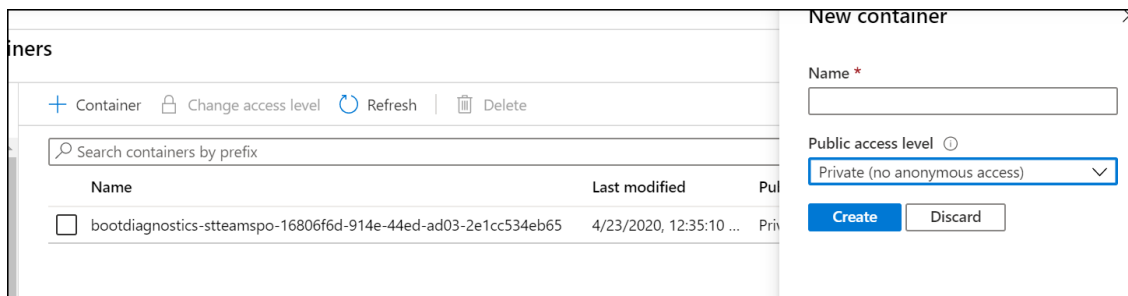 New container
iners
Name *
+ Container Change access level Refresh Delete
Public access level
Search containers by prefix
Private (no anonymous access)
Name Last modified Pul
Create Discard
bootdiagnostics-stteamspo-16806f6d-914e-44ed-ad03-2e1cc534eb65 4/23/2020, 12:35:10 ... Priv